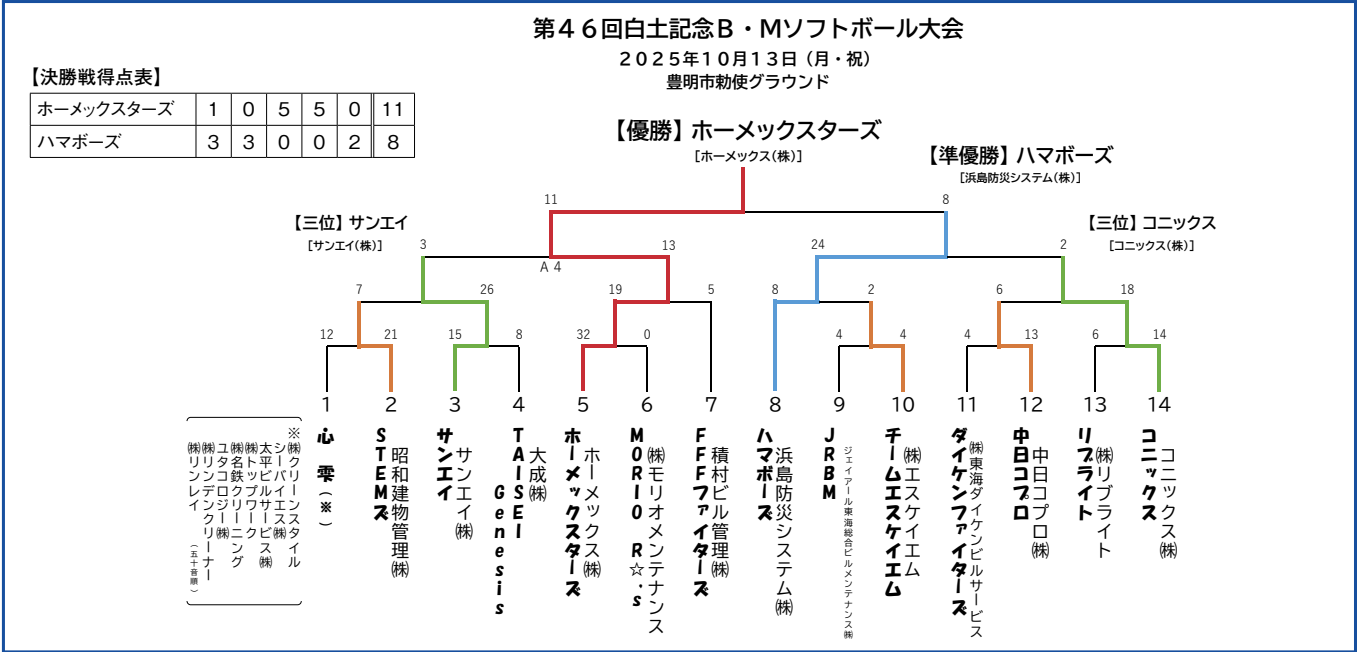 第４６回白土記念Ｂ・Ｍソフトボール大会
２０２５年１０月１３日（月・祝）
豊明市勅使グラウンド
【決勝戦得点表】
ホーメックスターズ 1 0 5 5 0 11
ハマボーズ 3 3 0 0 2 8
【優勝】ホーメックスターズ
［ホーメックス（株）］
【準優勝】ハマボーズ
［浜島防災システム（株）］
【三位】サンエイ
［サンエイ（株）］
【三位】コニックス
［コニックス（株）］
11 8
3 13 24 2
A 4
7 26 19 5 8 2 6 18
12 21 15 8 32 0 4 4 4 13 6 14
1 2 3 4 5 6 7 8 9 10 11 12 13 14
心　零（※）
STEMズ
昭和建物管理㈱
サンエイ
サンエイ㈱
TAISEI
Genesis
大成㈱
ホーメックスターズ
ホーメックス㈱
MORIO R☆.s
㈱モリオメンテナンス
FFFファイターズ
積村ビル管理㈱
ハマボーズ
浜島防災システム㈱
JRBM
ジェイアール東海総合ビルメンテナンス㈱
チームエスケイエム
㈱エスケイエム
ダイケンファイターズ
㈱東海ダイケンビルサービス
中日コプロ
中日コプロ㈱
リブライト
㈱リブライト
コニックス
コニックス㈱
※㈱クリーンスタイル
シーバイエス㈱
太平ビルサービス㈱
㈱トップワーク
㈱名鉄クリーニング
ユタコロジー㈱
㈱リンデンクリーナー
㈱リンレイ
（五十音順）